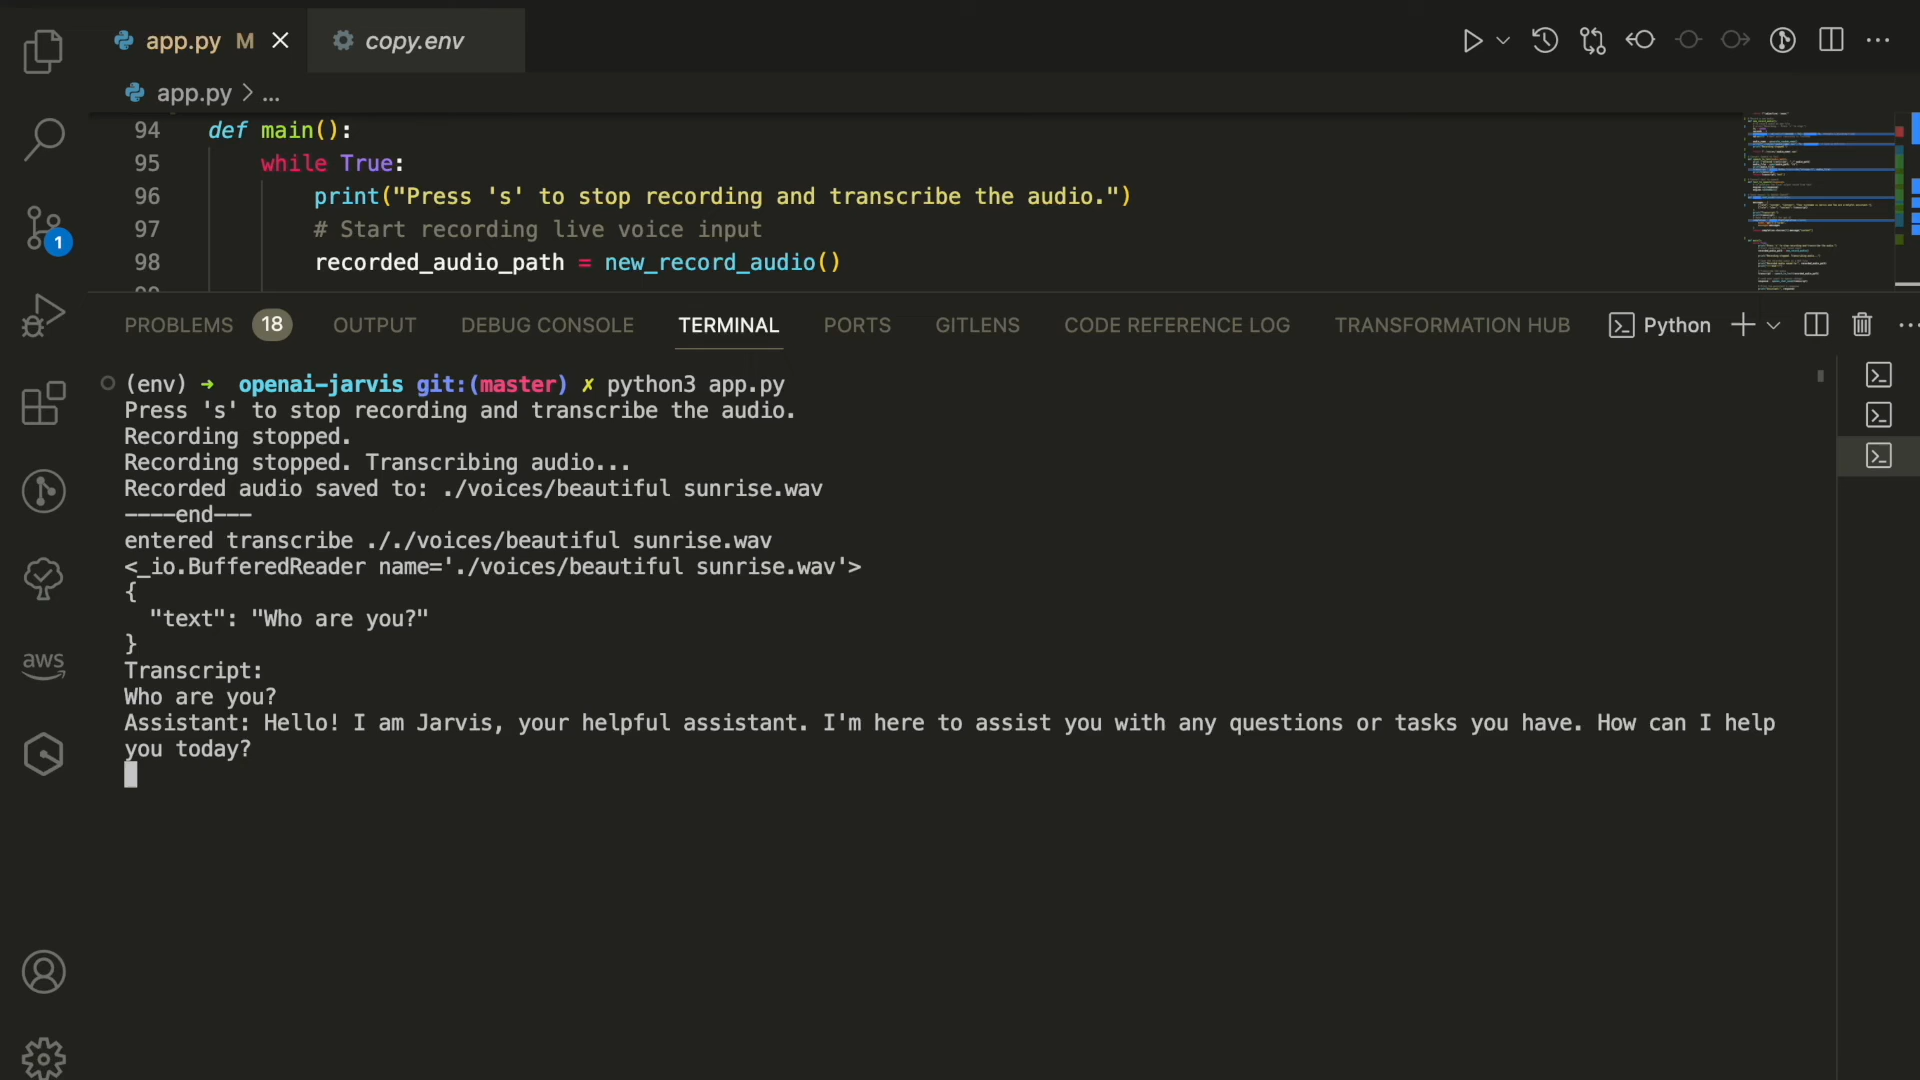 app.py M
copy.env
app.py > ...
94 def main():
95 while True:
96 print("Press 's' to stop recording and transcribe the audio.")
97 # Start recording live voice input
98 recorded_audio_path = new_record_audio()
1
PROBLEMS 18 OUTPUT DEBUG CONSOLE TERMINAL PORTS GITLENS CODE REFERENCE LOG TRANSFORMATION HUB Python
(env) ➜ openai-jarvis git:(master) ✗ python3 app.py
Press 's' to stop recording and transcribe the audio.
Recording stopped.
Recording stopped. Transcribing audio...
Recorded audio saved to: ./voices/beautiful sunrise.wav
----end---
entered transcribe ././voices/beautiful sunrise.wav
<_io.BufferedReader name='./voices/beautiful sunrise.wav'>
{
"text": "Who are you?"
}
Transcript:
Who are you?
Assistant: Hello! I am Jarvis, your helpful assistant. I'm here to assist you with any questions or tasks you have. How can I help
you today?
aws